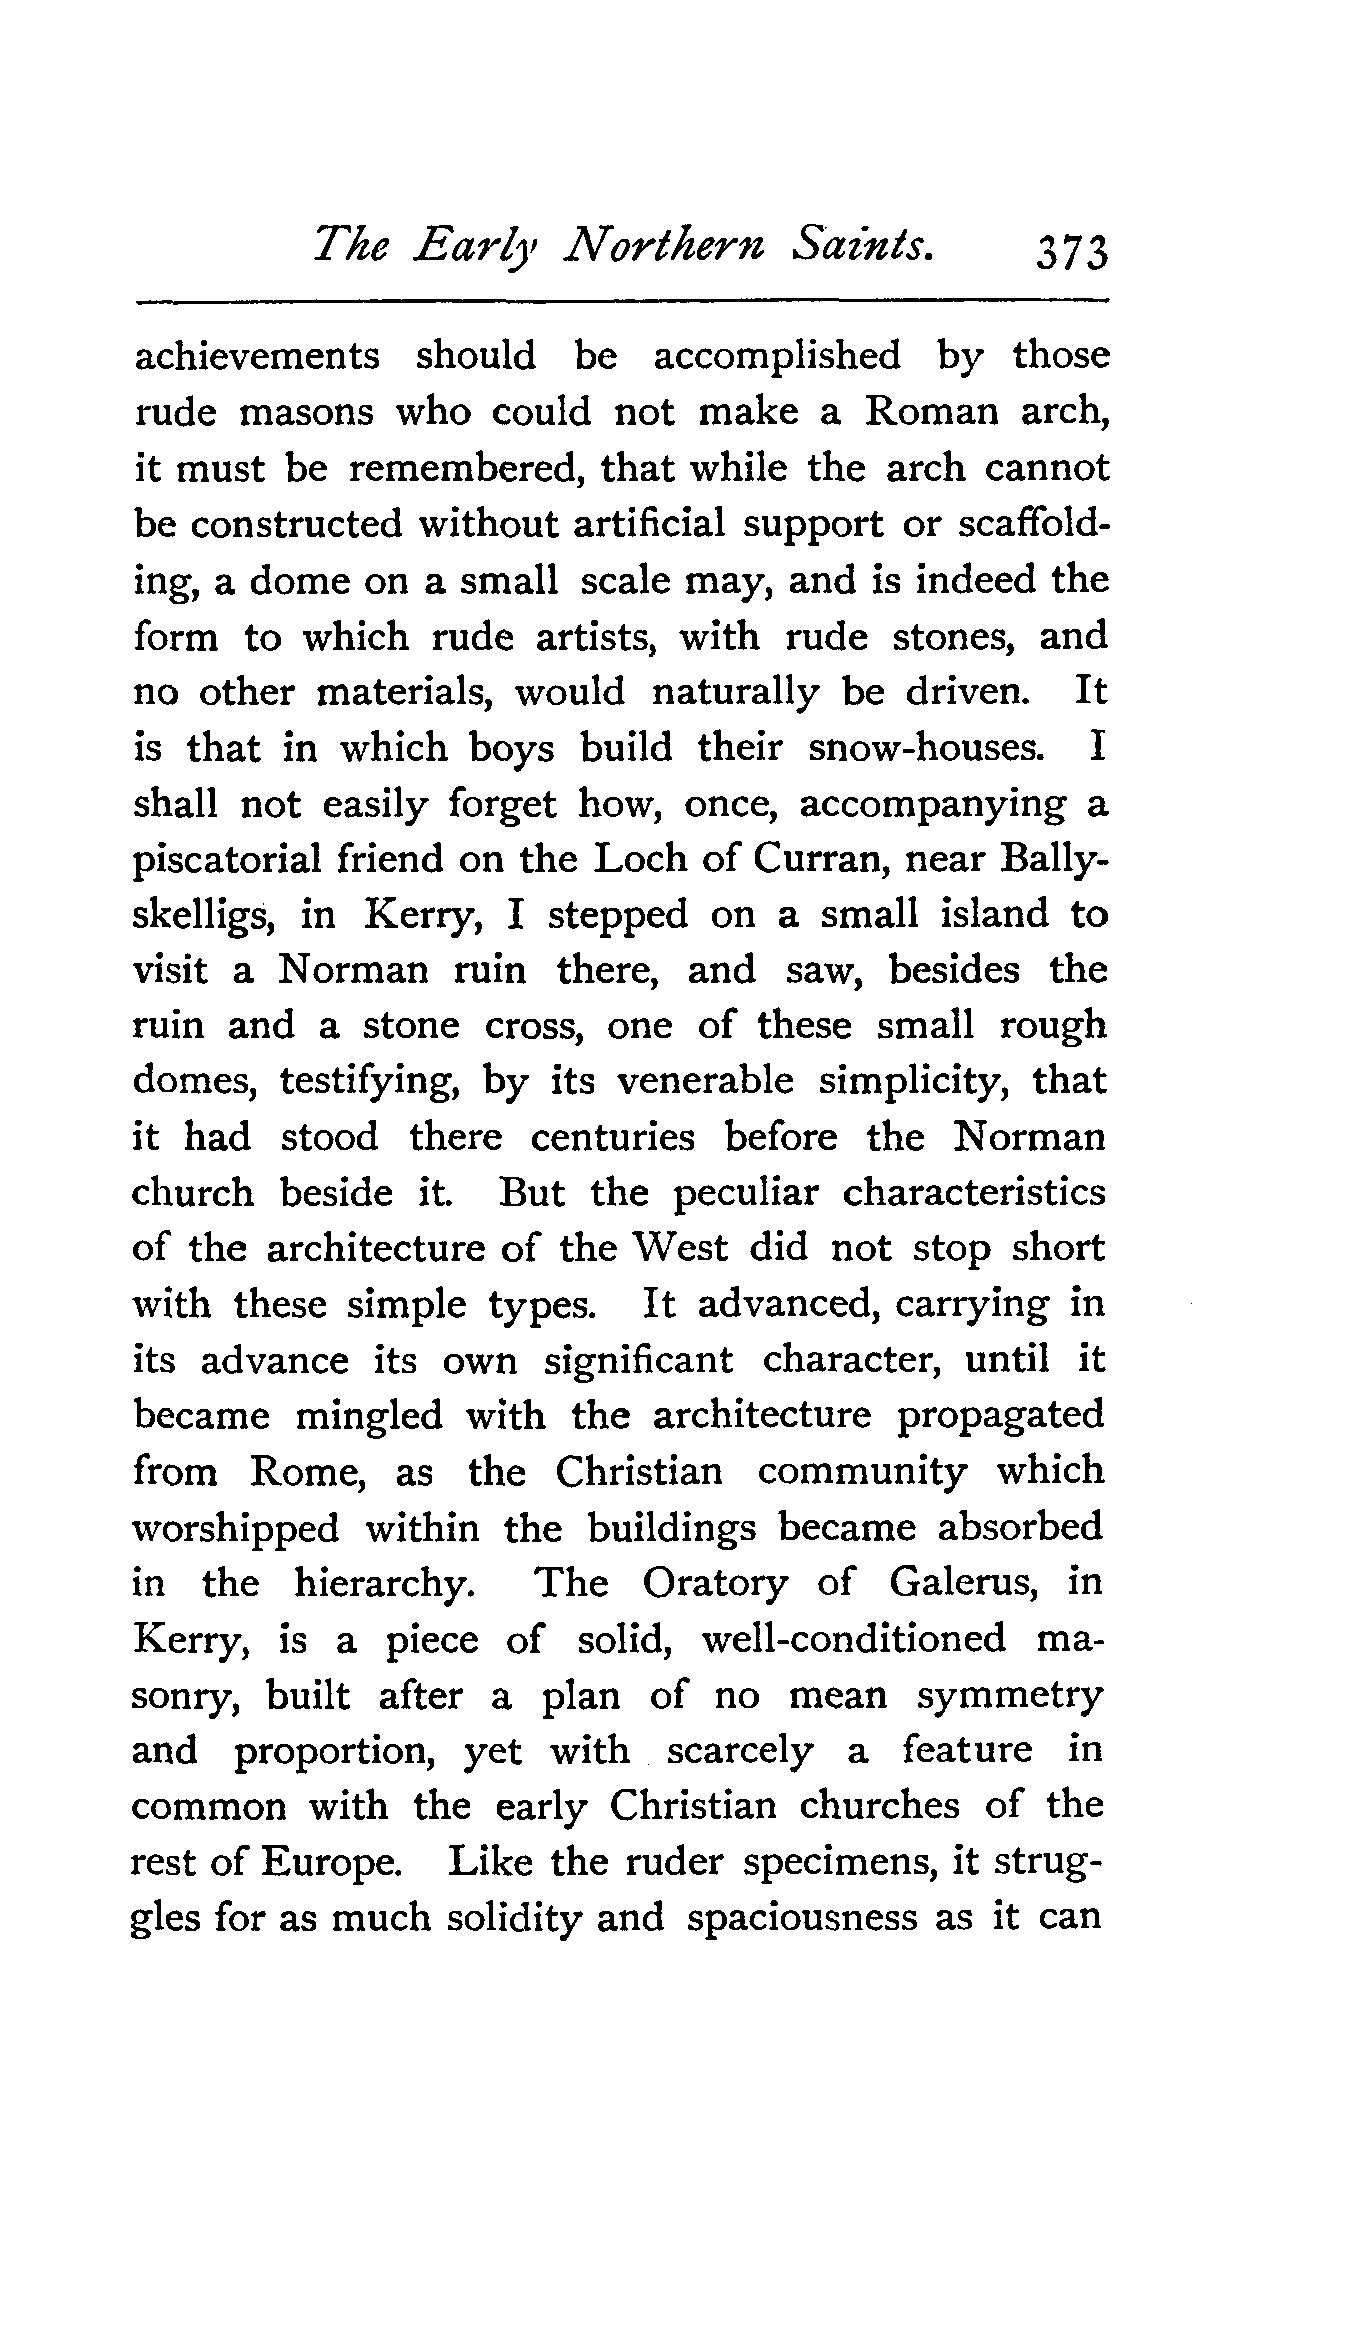 The Early Northern Saints. 373
achievements should be accomplished by those
rude masons who could not make a Roman arch,
it must be remembered, that while the arch cannot
be constructed without artificial support or scaffold-
ing, a dome on a small scale may, and is indeed the
form to which rude artists, with rude stones, and
no other materials, would naturally be driven. It
is that in which boys build their snow-houses. I
shall not easily forget how, once, accompanying a
piscatorial friend on the Loch of Curran, near Bally-
skelligs, in Kerry, I stepped on a small island to
visit a Norman ruin there, and saw, besides the
ruin and a stone cross, one of these small rough
domes, testifying, by its venerable simplicity, that
it had stood there centuries before the Norman
church beside it. But the peculiar characteristics
of the architecture of the West did not stop short
with these simple types. It advanced, carrying in
its advance its own significant character, until it
became mingled with the architecture propagated
from Rome, as the Christian community which
worshipped within the buildings became absorbed
in the hierarchy. The Oratory of Galerus, in
Kerry, is a piece of solid, well-conditioned ma-
sonry, built after a plan of no mean symmetry
and proportion, yet with scarcely a feature in
common with the early Christian churches of the
rest of Europe. Like the ruder specimens, it strug-
gles for as much solidity and spaciousness as it can